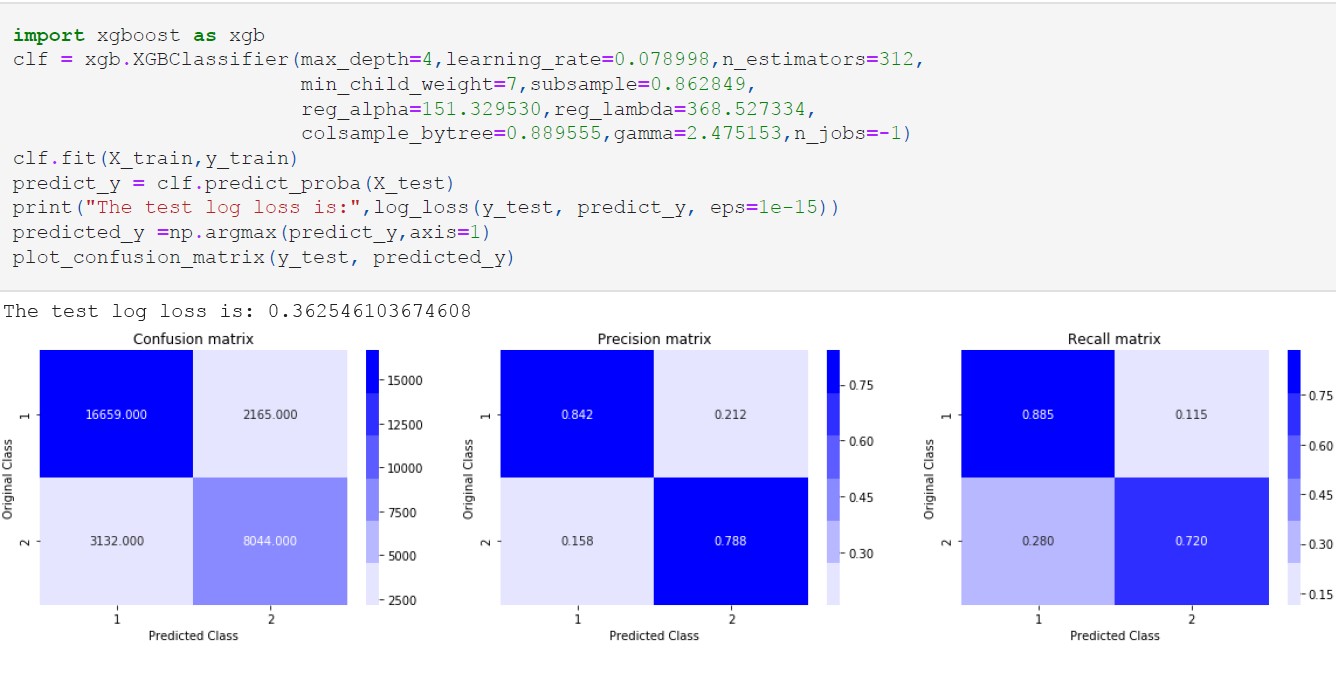 import xgboost as xgb
clf = xgb.XGBClassifier(max_depth=4,learning_rate=0.078998,n_estimators=312,
min_child_weight=7,subsample=0.862849,
reg_alpha=151.329530,reg_lambda=368.527334,
colsample_bytree=0.889555,gamma=2.475153,n_jobs=-1)
clf.fit(X_train,y_train)
predict_y = clf.predict_proba(X_test)
print("The test log loss is:",log_loss(y_test, predict_y, eps=1e-15))
predicted_y =np.argmax(predict_y,axis=1)
plot_confusion_matrix(y_test, predicted_y)
The test log loss is: 0.362546103674608
Confusion matrix
Original Class
1
2
16659.000 2165.000
3132.000 8044.000
1 2
Predicted Class
15000
12500
10000
7500
5000
2500
Precision matrix
Original Class
1
2
0.842 0.212
0.158 0.788
1 2
Predicted Class
0.75
0.60
0.45
0.30
Recall matrix
Original Class
1
2
0.885 0.115
0.280 0.720
1 2
Predicted Class
0.75
0.60
0.45
0.30
0.15